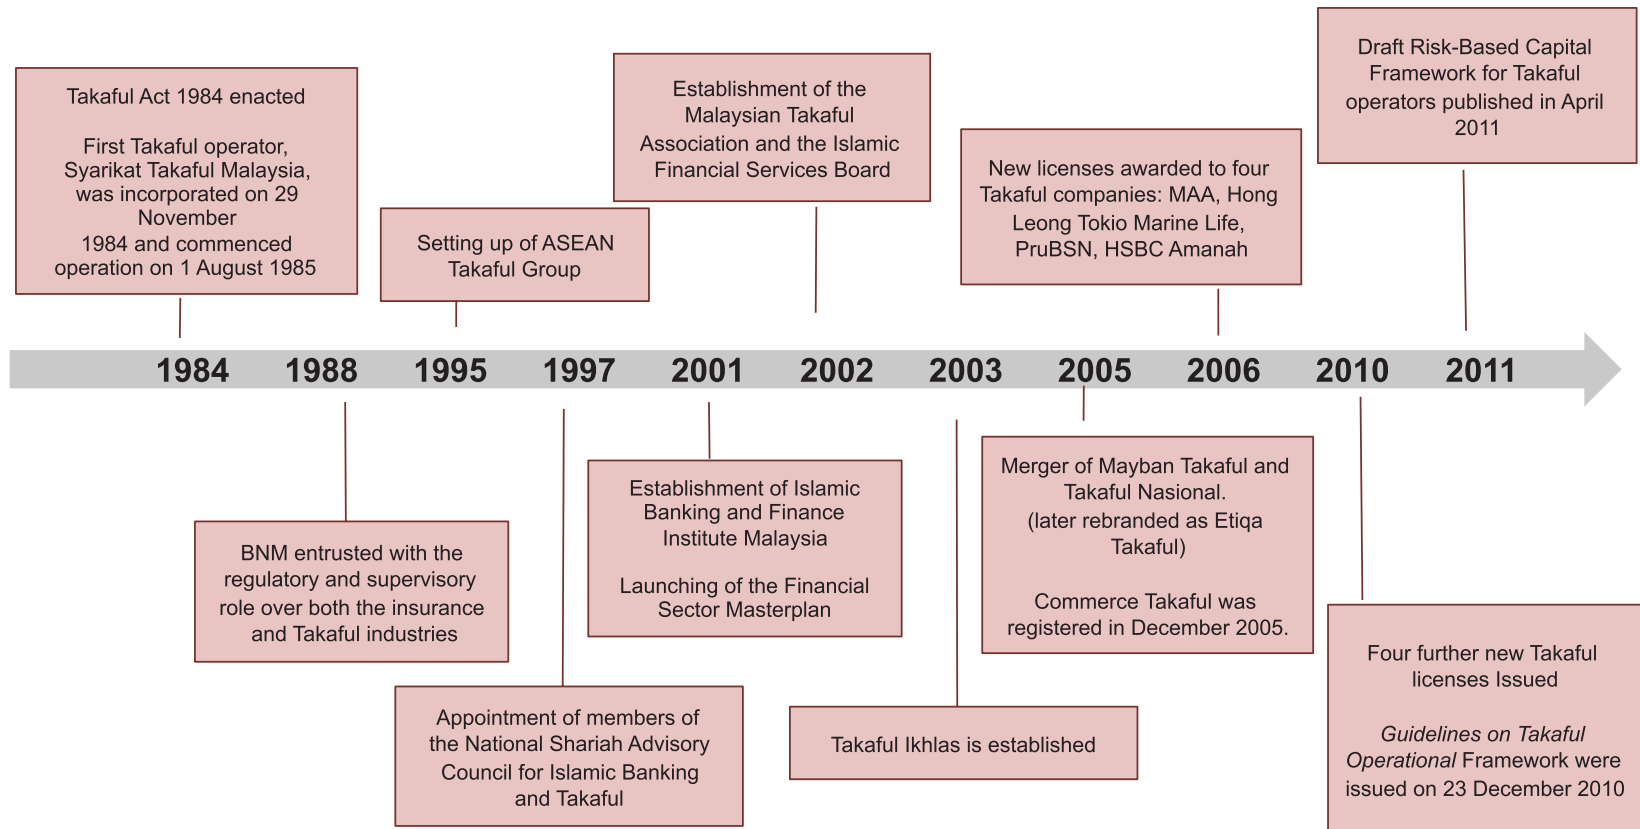 Takaful Act 1984 enacted
First Takaful operator,
Syarikat Takaful Malaysia,
was incorporated on 29
November
1984 and commenced
operation on 1 August 1985
Setting up of ASEAN
Takaful Group
Establishment of the
Malaysian Takaful
Association and the Islamic
Financial Services Board
New licenses awarded to four
Takaful companies: MAA, Hong
Leong Tokio Marine Life,
PruBSN, HSBC Amanah
Draft Risk-Based Capital
Framework for Takaful
operators published in April
2011
1984 1988 1995 1997 2001 2002 2003 2005 2006 2010 2011
BNM entrusted with the
regulatory and supervisory
role over both the insurance
and Takaful industries
Appointment of members of
the National Shariah Advisory
Council for Islamic Banking
and Takaful
Establishment of Islamic
Banking and Finance
Institute Malaysia
Launching of the Financial
Sector Masterplan
Takaful Ikhlas is established
Merger of Mayban Takaful and
Takaful Nasional.
(later rebranded as Etiqa
Takaful)
Commerce Takaful was
registered in December 2005.
Four further new Takaful
licenses Issued
Guidelines on Takaful
Operational Framework were
issued on 23 December 2010